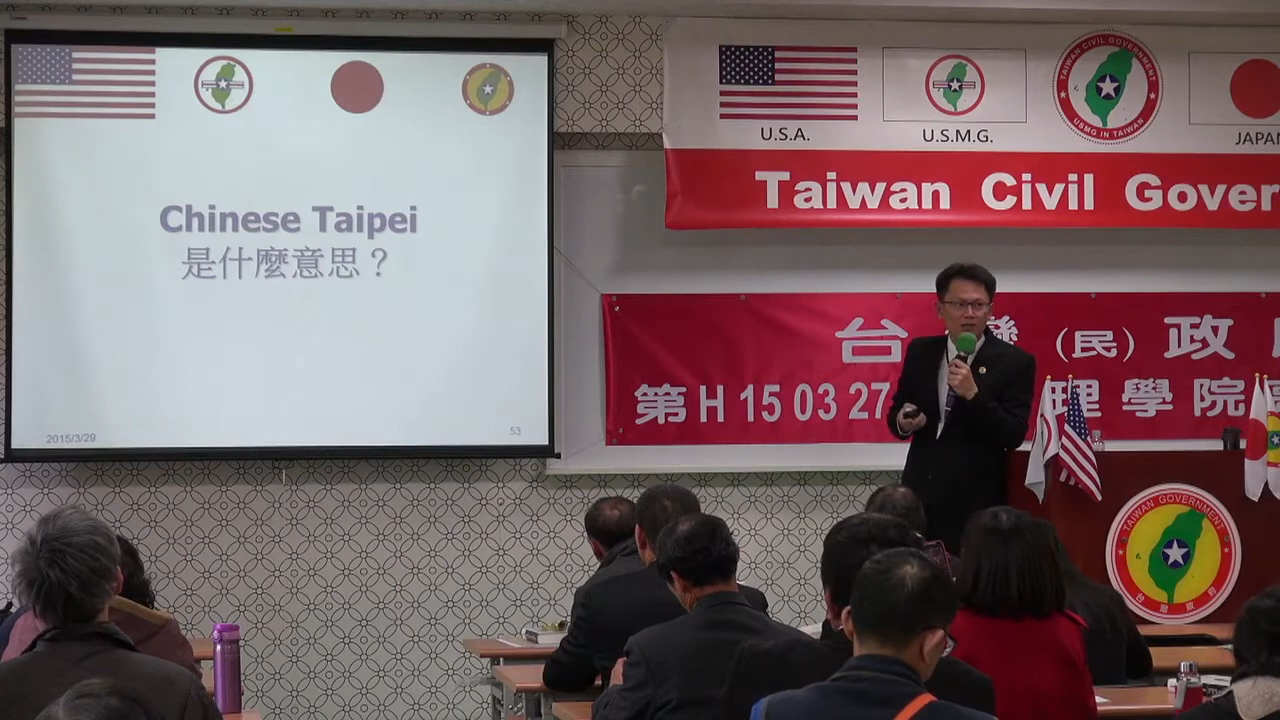 Chinese Taipei
是什麼意思？
2015/3/29
53
U.S.A.
U.S.M.G.
TAIWAN CIVIL GOVERNMENT
USMG IN TAIWAN
JAPAN
Taiwan Civil Gover
台 (民) 政
第H 15 03 27 理學院
TAIWAN GOVERNMENT
台灣政府